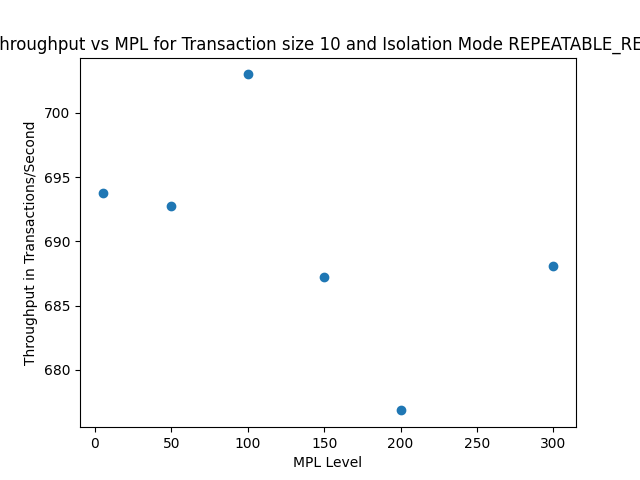 hroughput vs MPL for Transaction size 10 and Isolation Mode REPEATABLE_RE
Throughput in Transactions/Second
700
695
690
685
680
0 50 100 150 200 250 300
MPL Level